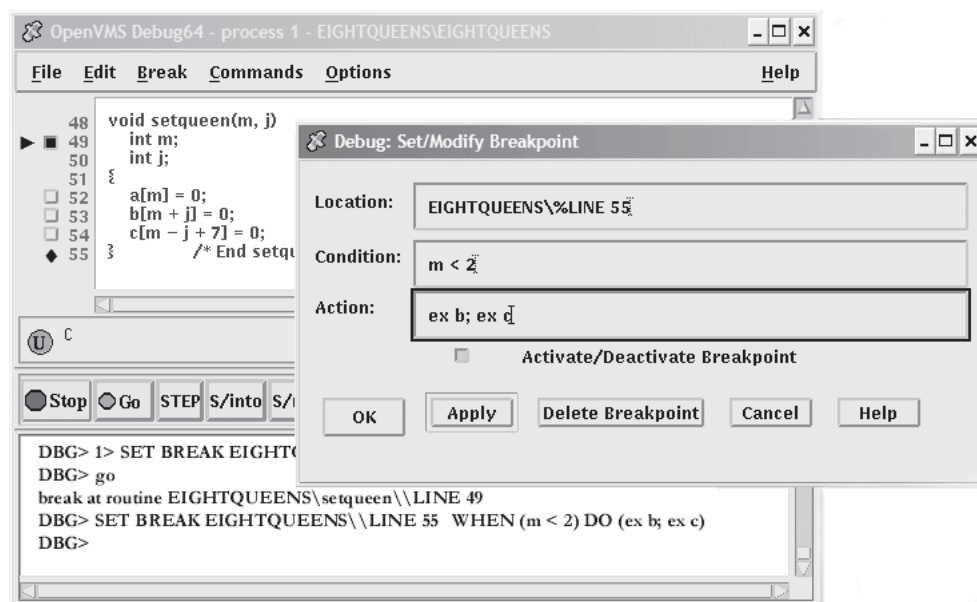 OpenVMS Debug64 - process 1 - EIGHTQUEENS\EIGHTQUEENS
File Edit Break Commands Options Help
48 void setqueen(m, j)
49 int m;
50 int j;
51 {
52 a[m] = 0;
53 b[m + j] = 0;
54 c[m - j + 7] = 0;
55 } /* End setqu
U C
Stop Go STEP S/into S/
DBG> 1> SET BREAK EIGHT
DBG> go
break at routine EIGHTQUEENS\setqueen\\LINE 49
DBG> SET BREAK EIGHTQUEENS\\LINE 55 WHEN (m < 2) DO (ex b; ex c)
DBG>
Debug: Set/Modify Breakpoint
Location: EIGHTQUEENS\%LINE 55
Condition: m < 2
Action: ex b; ex c
Activate/Deactivate Breakpoint
OK Apply Delete Breakpoint Cancel Help